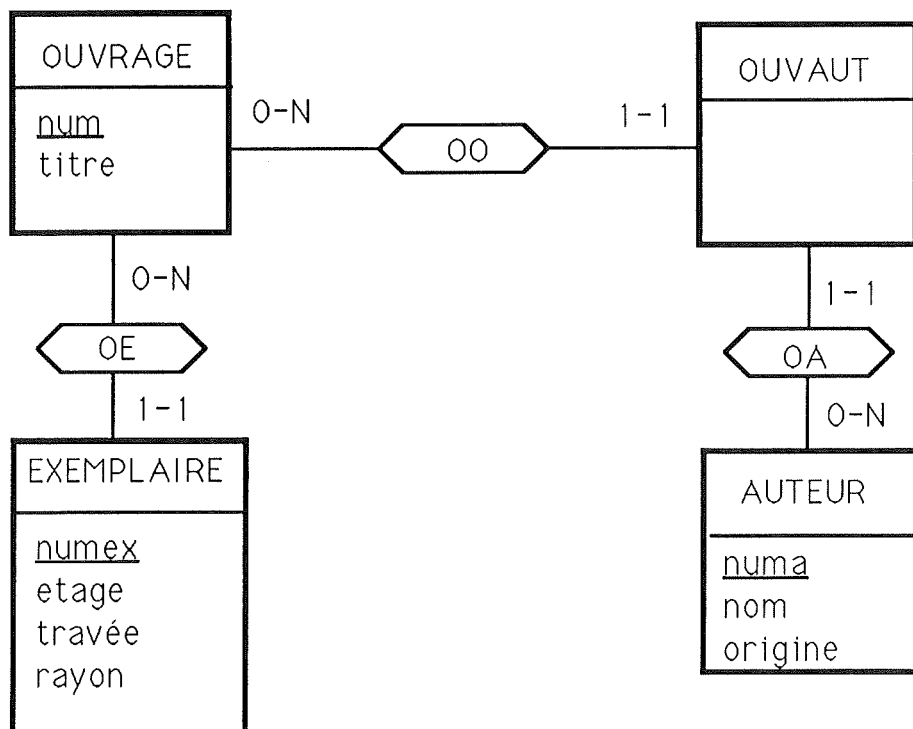 OUVRAGE
num
titre
0-N
OO
1-1
OUVAUT
0-N
OE
1-1
1-1
OA
0-N
EXEMPLAIRE
numex
etage
travée
rayon
AUTEUR
numa
nom
origine